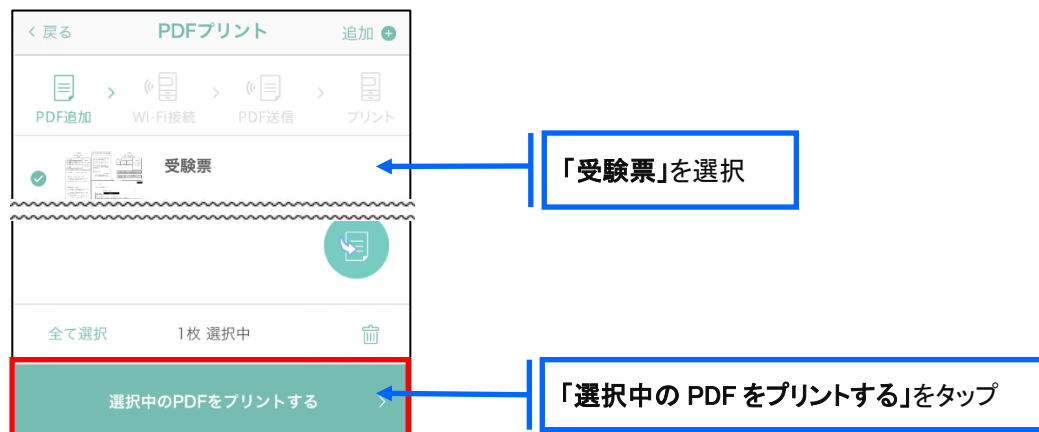 < 戻る PDFプリント 追加
PDF追加 Wi-Fi接続 PDF送信 プリント
受験票
「受験票」を選択
全て選択 1枚 選択中
選択中のPDFをプリントする >
「選択中の PDF をプリントする」をタップ